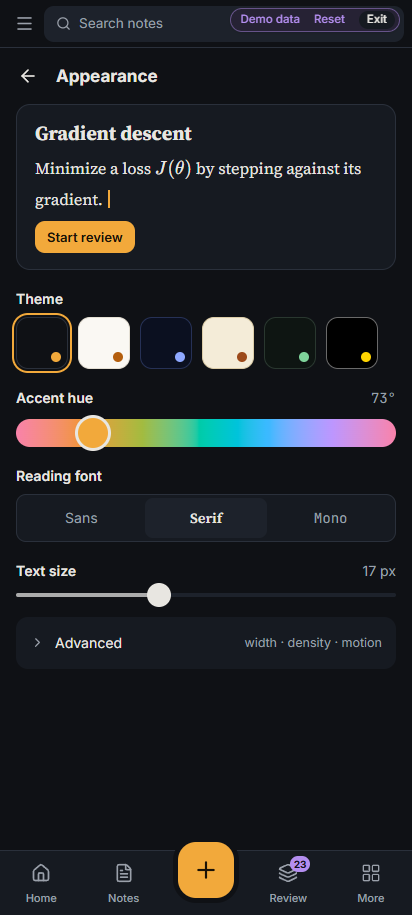 Search notes
Demo data Reset Exit
Appearance
Gradient descent
Minimize a loss J(θ) by stepping against its
gradient.
Start review
Theme
Accent hue 73°
Reading font
Sans Serif Mono
Text size 17 px
Advanced width · density · motion
23
Home Notes Review More